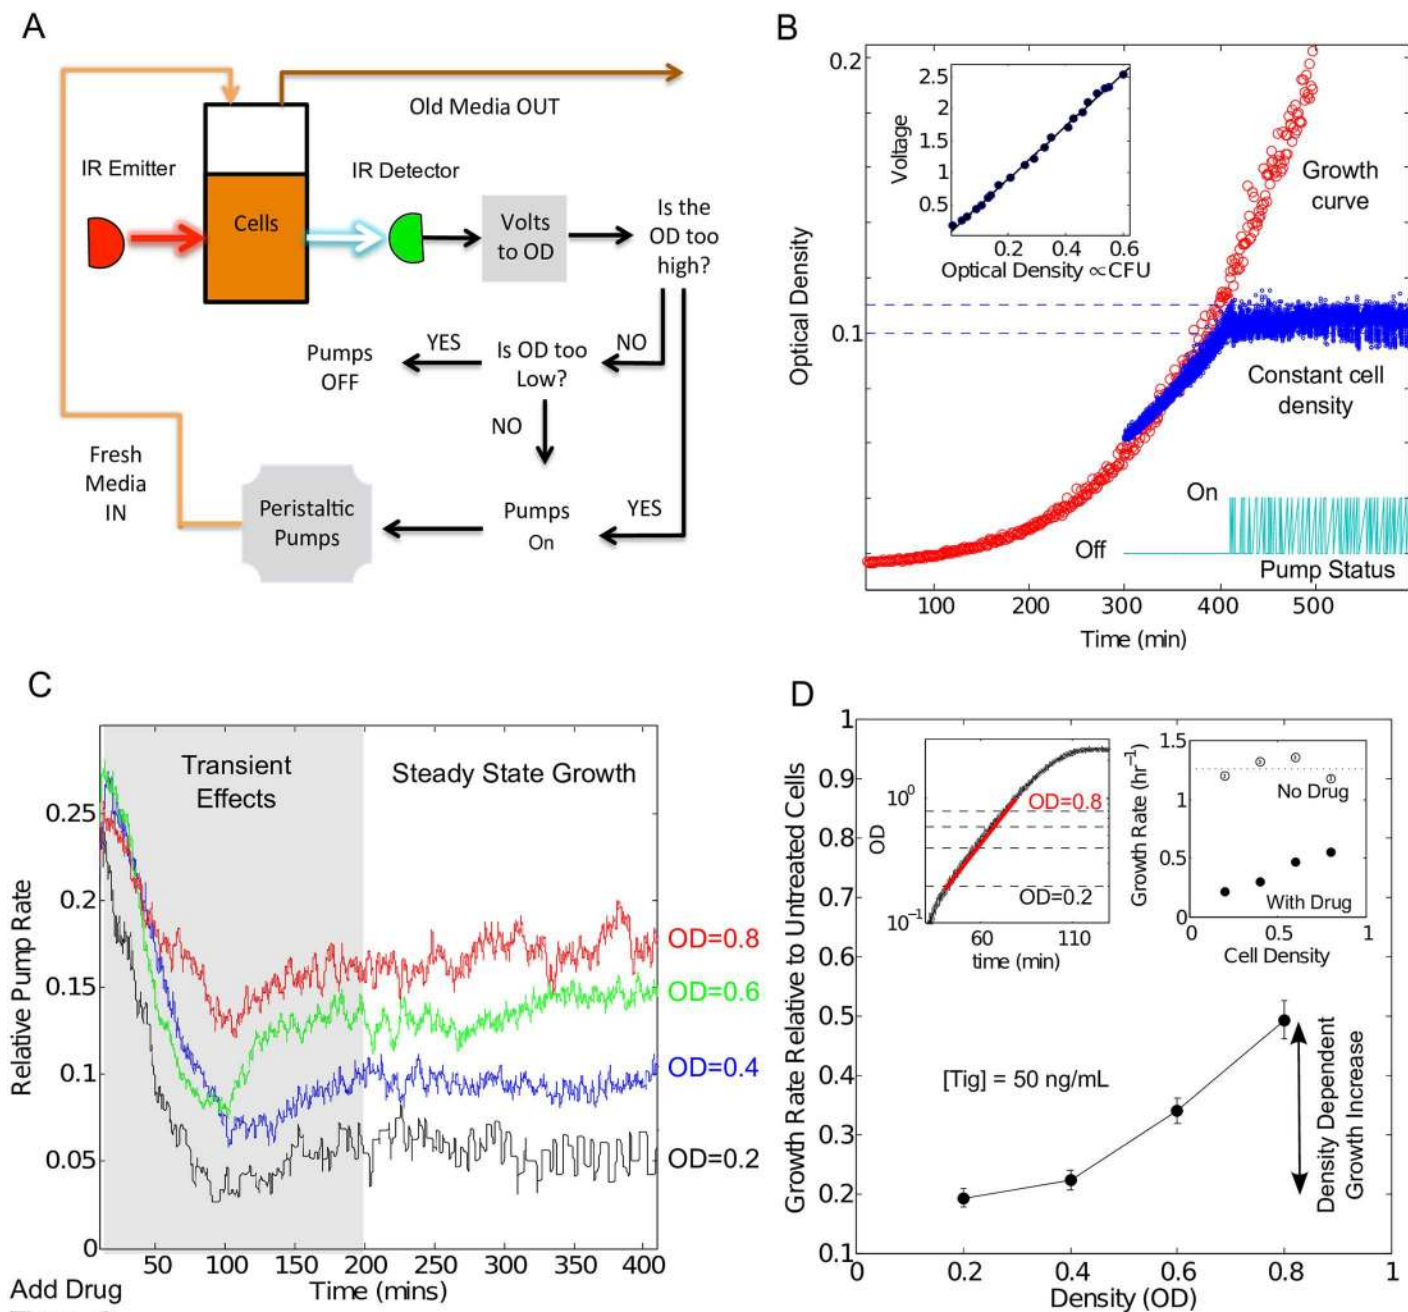 A
Old Media OUT
IR Emitter
IR Detector
Cells
Volts
to OD
Is the
OD too
high?
Pumps
OFF
YES
Is OD too
Low?
NO
NO
Fresh
Media
IN
Peristaltic
Pumps
Pumps
On
YES
B
0.2
0.1
Optical Density
2.5
2
1.5
1
0.5
Voltage
0.2
0.4
0.6
Optical Density ∝CFU
Growth
curve
Constant cell
density
On
Off
Pump Status
100
200
300
400
500
Time (min)
C
Transient
Effects
Steady State Growth
0.25
0.2
0.15
0.1
0.05
0
Relative Pump Rate
OD=0.8
OD=0.6
OD=0.4
OD=0.2
50
100
150
200
250
300
350
400
Time (mins)
Add Drug
D
1
0.9
0.8
0.7
0.6
0.5
0.4
0.3
0.2
0.1
Growth Rate Relative to Untreated Cells
OD
10⁰
10⁻¹
OD=0.8
OD=0.2
60
110
time (min)
Growth Rate (hr⁻¹)
1.5
1
0.5
0
No Drug
With Drug
0
0.5
1
Cell Density
[Tig] = 50 ng/mL
Density Dependent
Growth Increase
0
0.2
0.4
0.6
0.8
1
Density (OD)